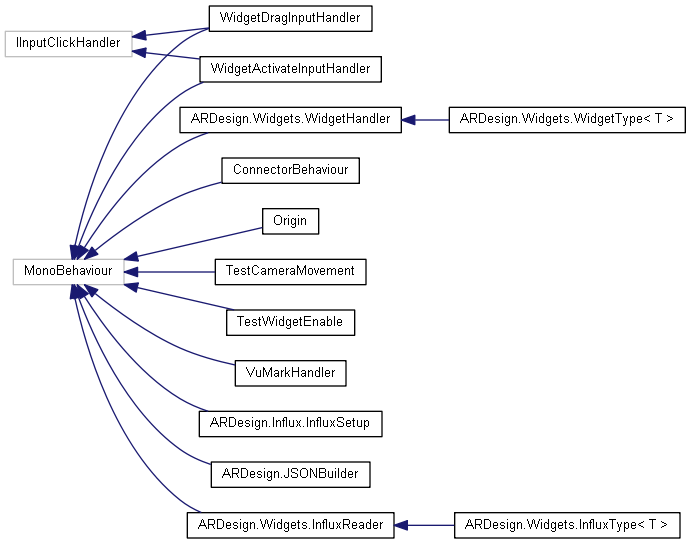 WidgetDragInputHandler
IInputClickHandler
WidgetActivateInputHandler
ARDesign.Widgets.WidgetHandler
ARDesign.Widgets.WidgetType< T >
ConnectorBehaviour
Origin
MonoBehaviour
TestCameraMovement
TestWidgetEnable
VuMarkHandler
ARDesign.Influx.InfluxSetup
ARDesign.JSONBuilder
ARDesign.Widgets.InfluxReader
ARDesign.Widgets.InfluxType< T >